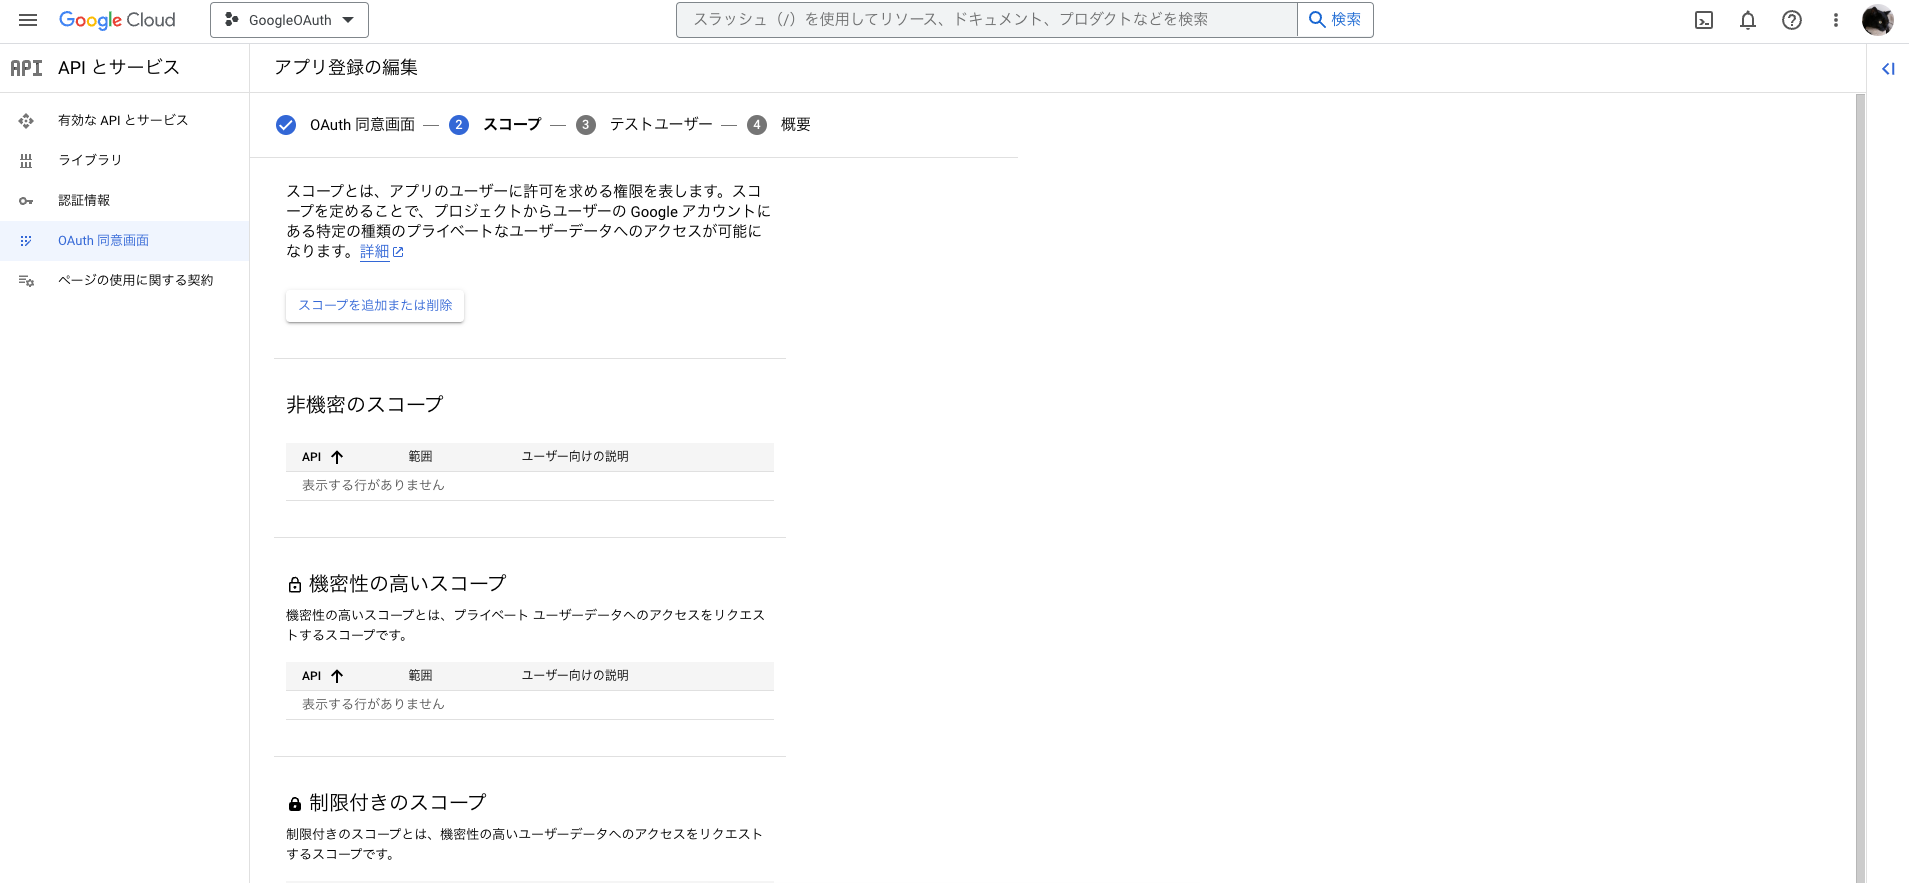 Google Cloud
GoogleOAuth
スラッシュ（/）を使用してリソース、ドキュメント、プロダクトなどを検索
検索
API API とサービス
アプリ登録の編集
有効な API とサービス
ライブラリ
認証情報
OAuth 同意画面
ページの使用に関する契約
OAuth 同意画面 — 2 スコープ — 3 テストユーザー — 4 概要
スコープとは、アプリのユーザーに許可を求める権限を表します。スコ
ープを定めることで、プロジェクトからユーザーの Google アカウントに
ある特定の種類のプライベートなユーザーデータへのアクセスが可能に
なります。詳細
スコープを追加または削除
非機密のスコープ
API 範囲 ユーザー向けの説明
表示する行がありません
機密性の高いスコープ
機密性の高いスコープとは、プライベート ユーザーデータへのアクセスをリクエス
トするスコープです。
API 範囲 ユーザー向けの説明
表示する行がありません
制限付きのスコープ
制限付きのスコープとは、機密性の高いユーザーデータへのアクセスをリクエスト
するスコープです。